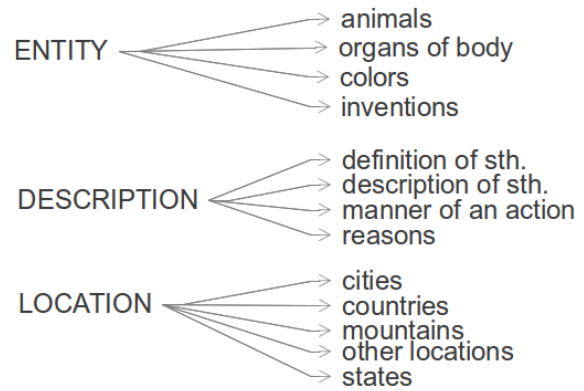 ENTITY
animals
organs of body
colors
inventions
DESCRIPTION
definition of sth.
description of sth.
manner of an action
reasons
LOCATION
cities
countries
mountains
other locations
states